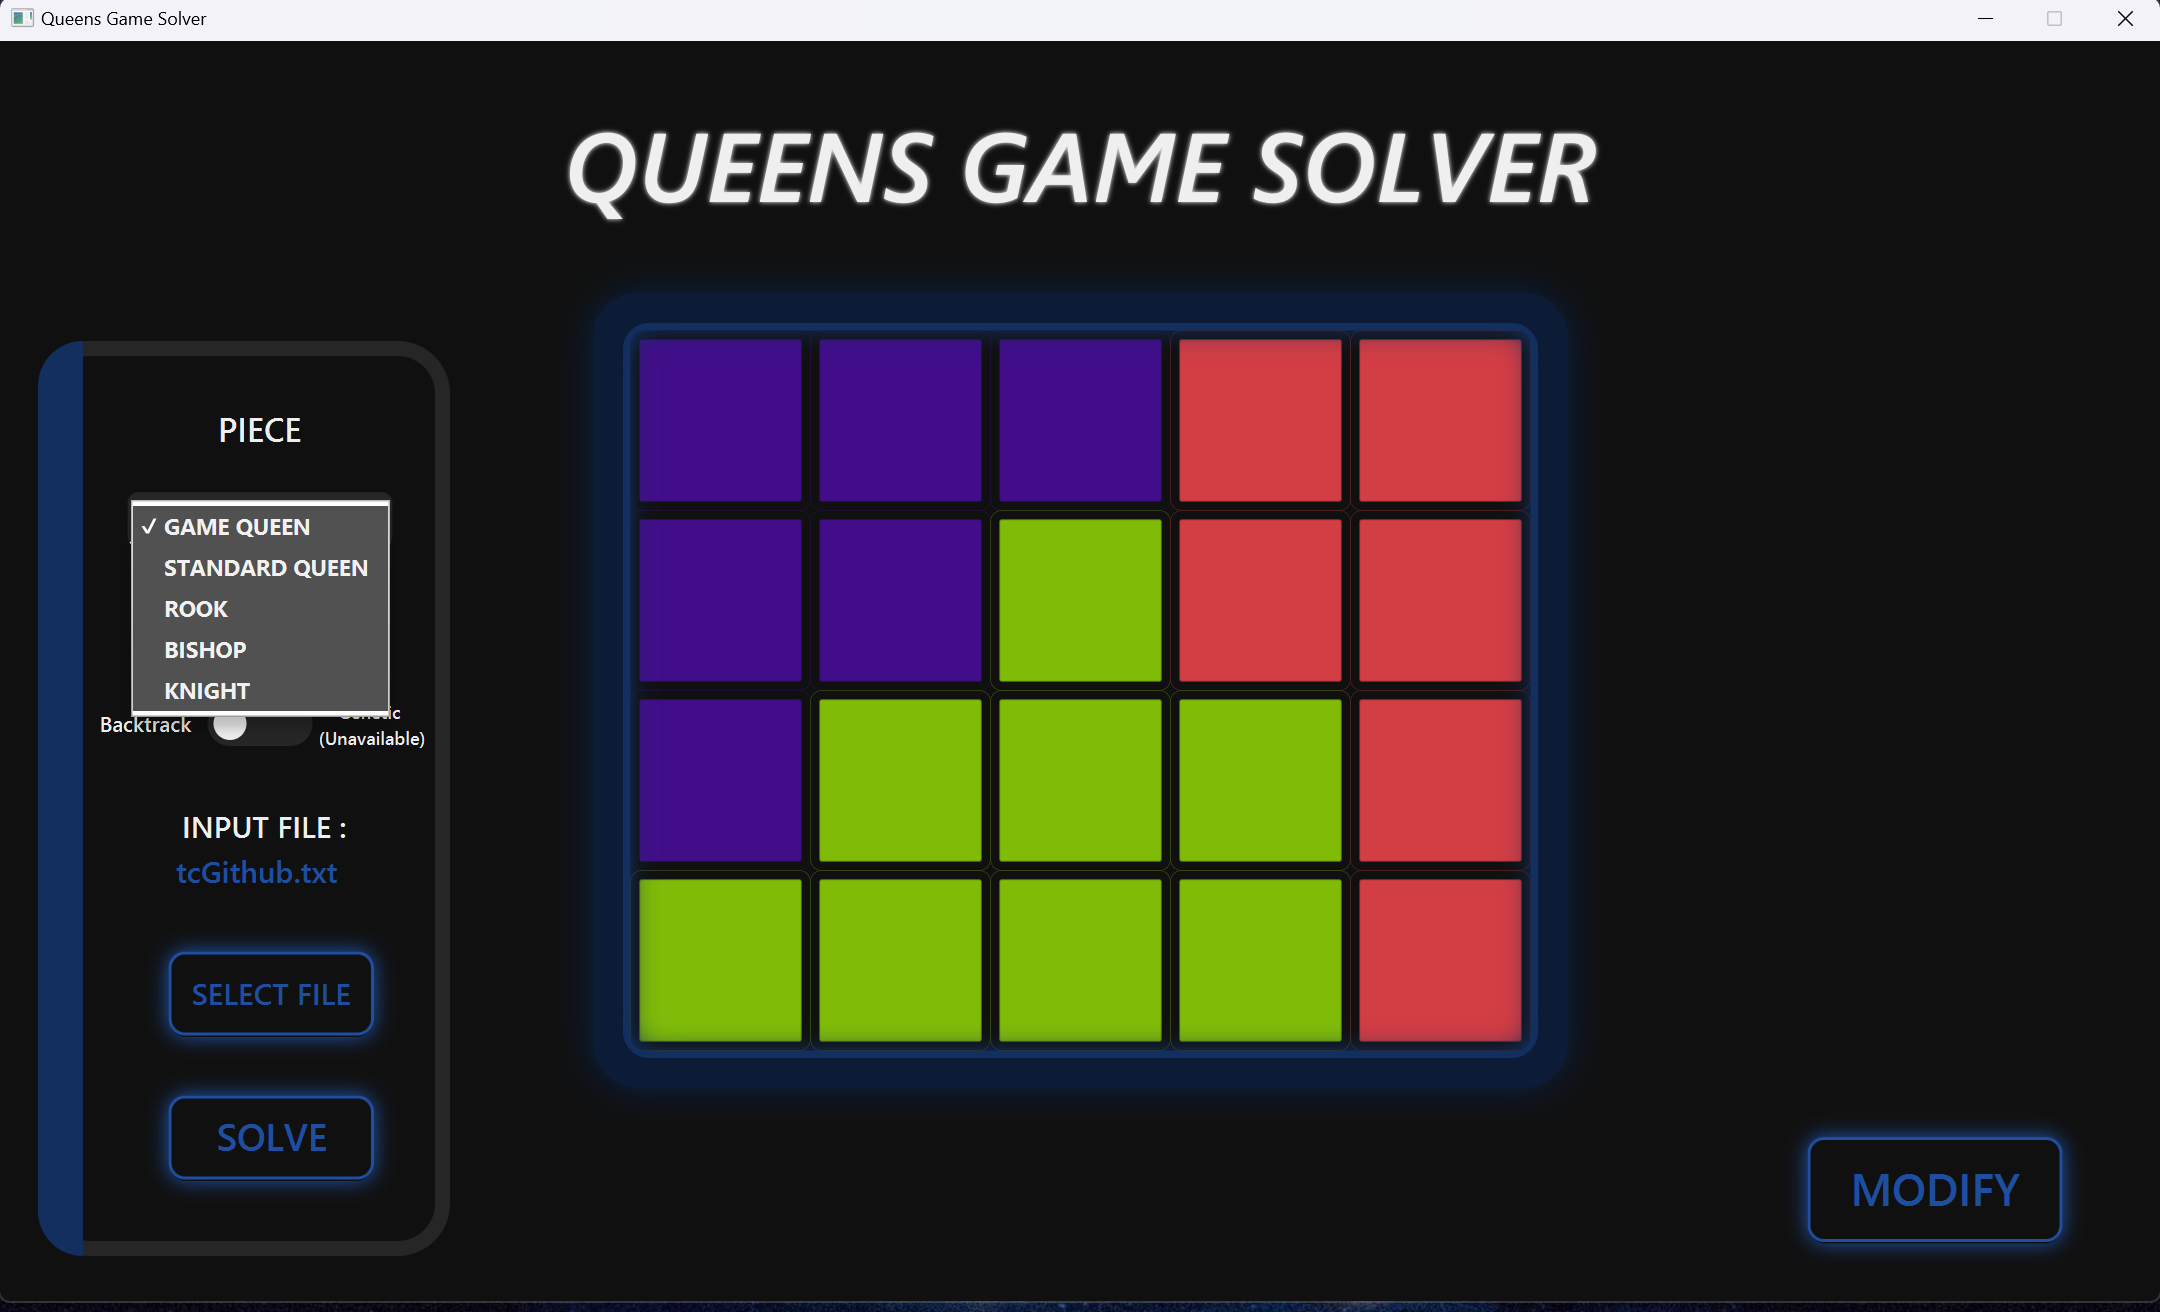 Queens Game Solver
QUEENS GAME SOLVER
PIECE
✓ GAME QUEEN
STANDARD QUEEN
ROOK
BISHOP
KNIGHT
Backtrack
(Unavailable)
INPUT FILE :
tcGithub.txt
SELECT FILE
SOLVE
MODIFY